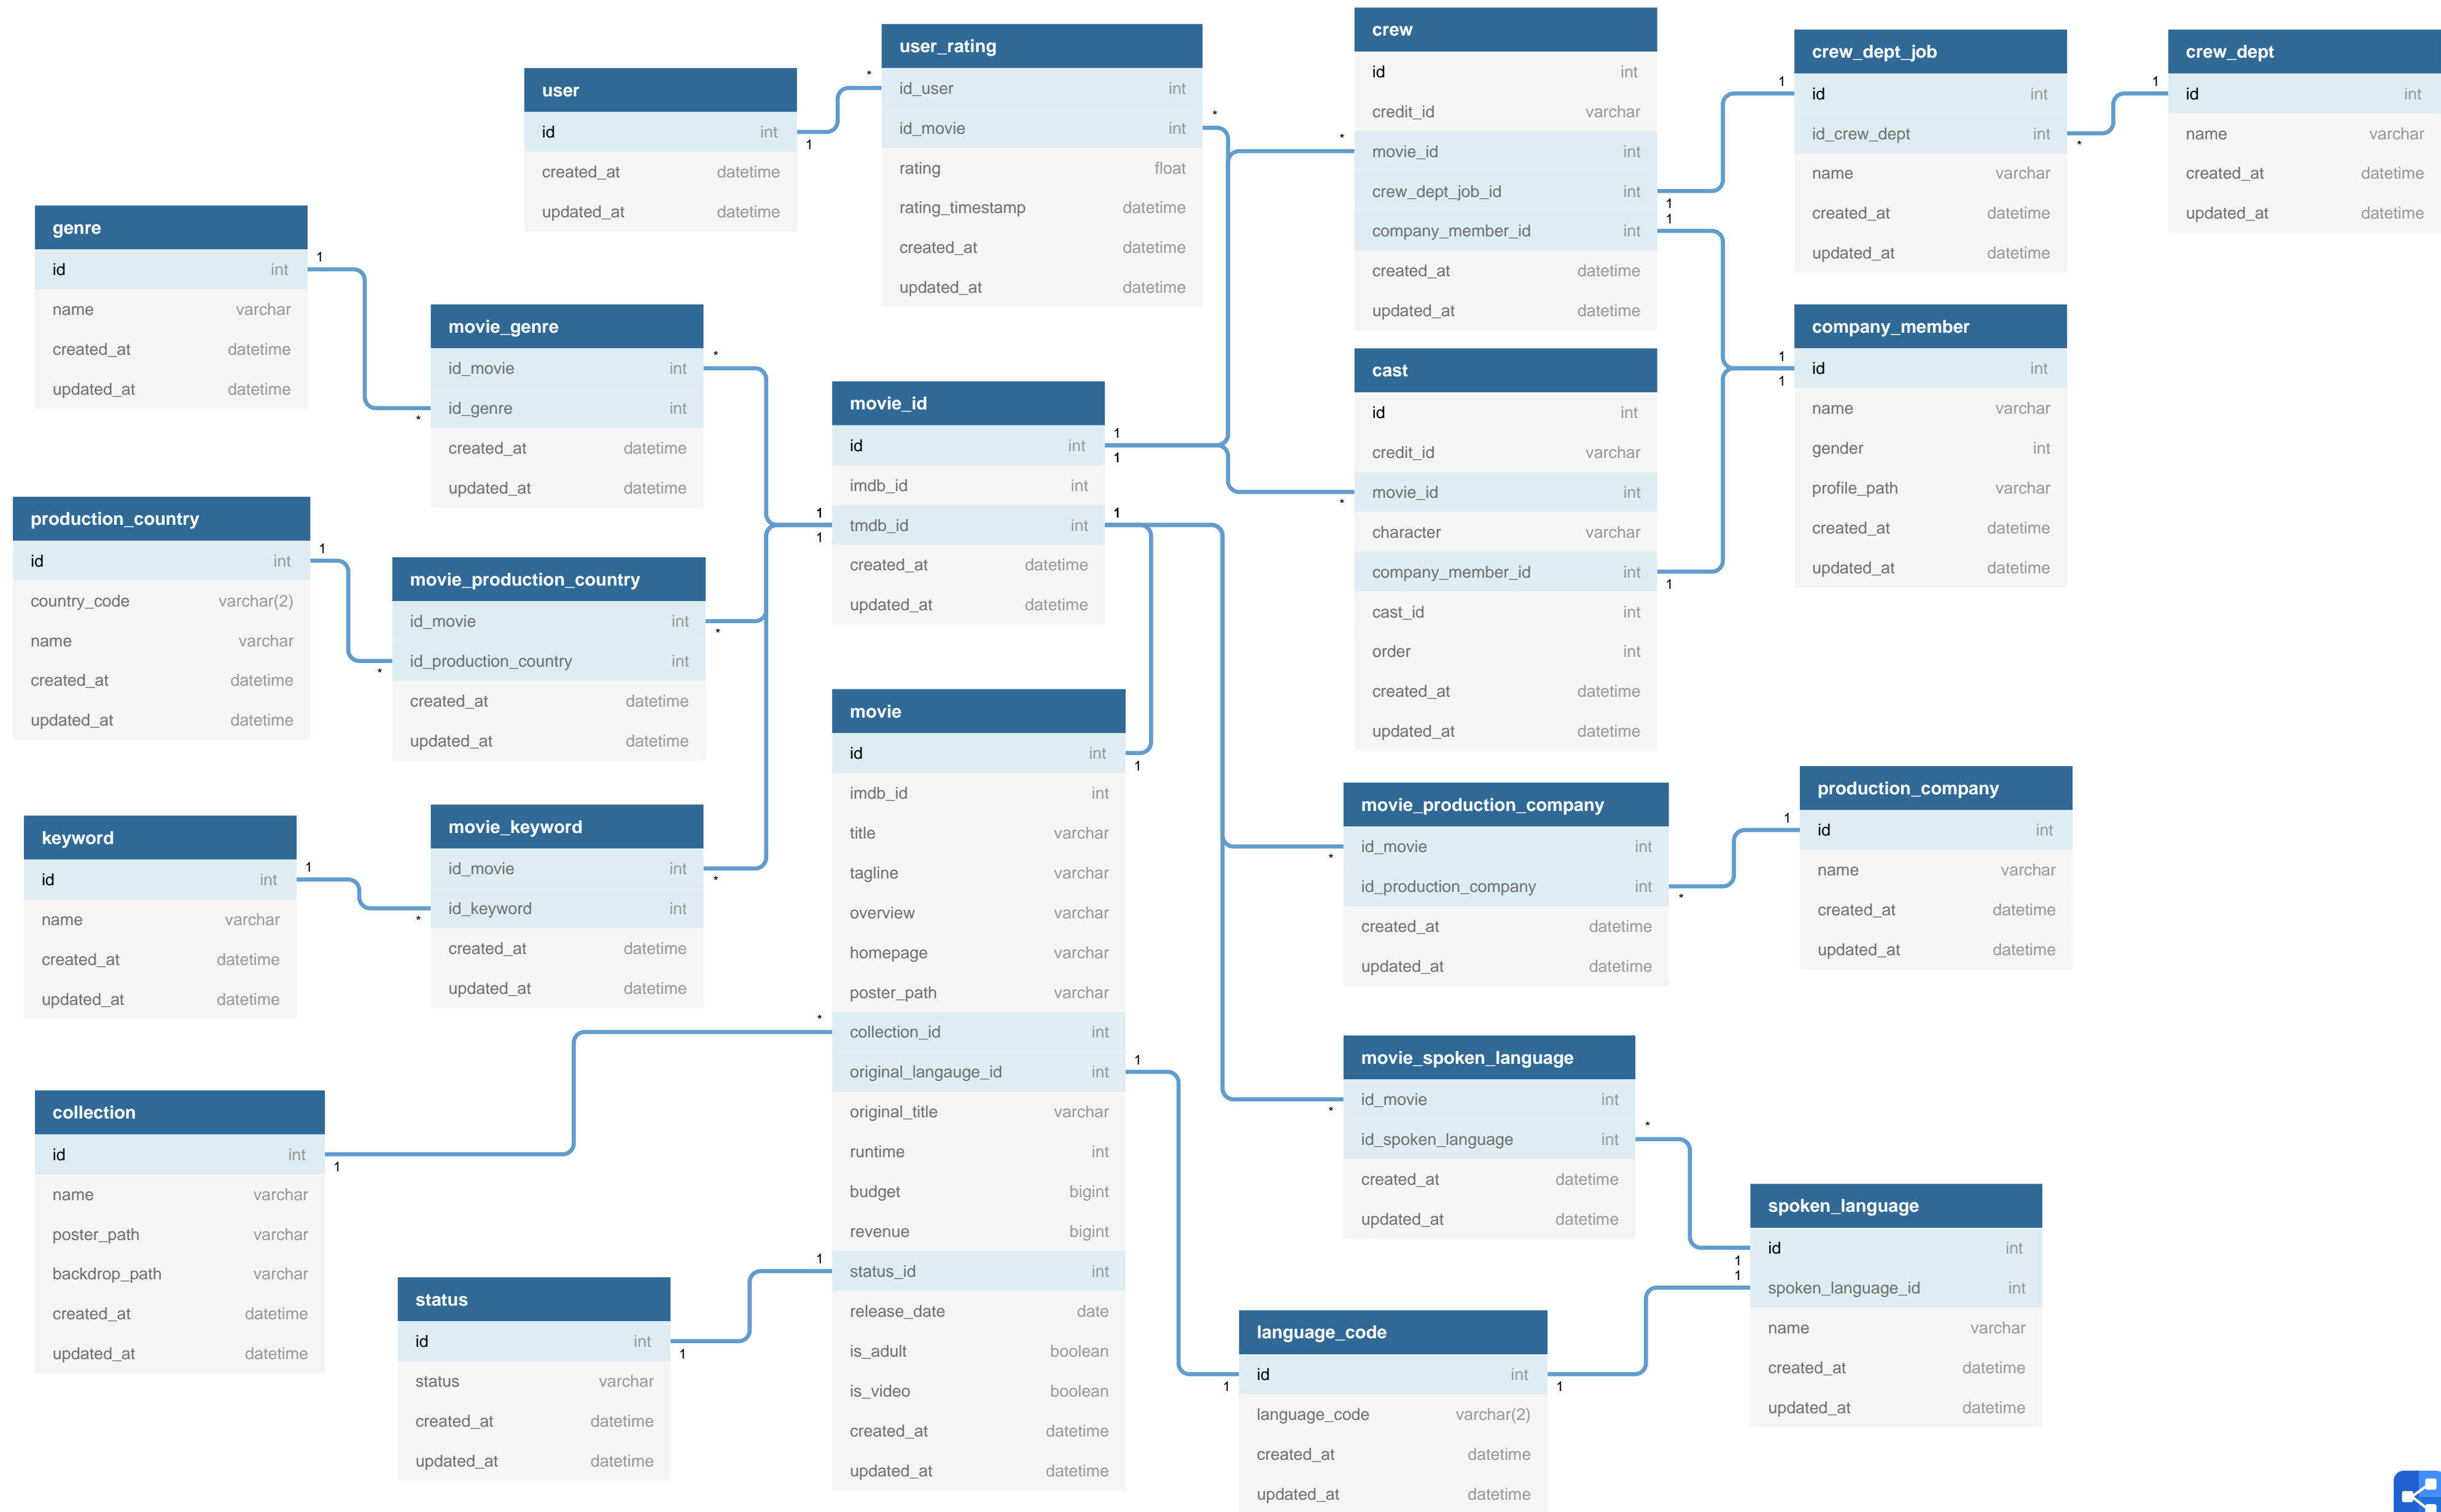 user
id int
created_at datetime
updated_at datetime
user_rating
id_user int
id_movie int
rating float
rating_timestamp datetime
created_at datetime
updated_at datetime
crew
id int
credit_id varchar
movie_id int
crew_dept_job_id int
company_member_id int
created_at datetime
updated_at datetime
crew_dept_job
id int
id_crew_dept int
name varchar
created_at datetime
updated_at datetime
crew_dept
id int
name varchar
created_at datetime
updated_at datetime
genre
id int
name varchar
created_at datetime
updated_at datetime
movie_genre
id_movie int
id_genre int
created_at datetime
updated_at datetime
movie_id
id int
imdb_id int
tmdb_id int
created_at datetime
updated_at datetime
cast
id int
credit_id varchar
movie_id int
character varchar
company_member_id int
cast_id int
order int
created_at datetime
updated_at datetime
company_member
id int
name varchar
gender int
profile_path varchar
created_at datetime
updated_at datetime
production_country
id int
country_code varchar(2)
name varchar
created_at datetime
updated_at datetime
movie_production_country
id_movie int
id_production_country int
created_at datetime
updated_at datetime
keyword
id int
name varchar
created_at datetime
updated_at datetime
movie_keyword
id_movie int
id_keyword int
created_at datetime
updated_at datetime
movie
id int
imdb_id int
title varchar
tagline varchar
overview varchar
homepage varchar
poster_path varchar
collection_id int
original_langauge_id int
original_title varchar
runtime int
budget bigint
revenue bigint
status_id int
release_date date
is_adult boolean
is_video boolean
created_at datetime
updated_at datetime
movie_production_company
id_movie int
id_production_company int
created_at datetime
updated_at datetime
production_company
id int
name varchar
created_at datetime
updated_at datetime
collection
id int
name varchar
poster_path varchar
backdrop_path varchar
created_at datetime
updated_at datetime
status
id int
status varchar
created_at datetime
updated_at datetime
movie_spoken_language
id_movie int
id_spoken_language int
created_at datetime
updated_at datetime
spoken_language
id int
spoken_language_id int
name varchar
created_at datetime
updated_at datetime
language_code
id int
language_code varchar(2)
created_at datetime
updated_at datetime